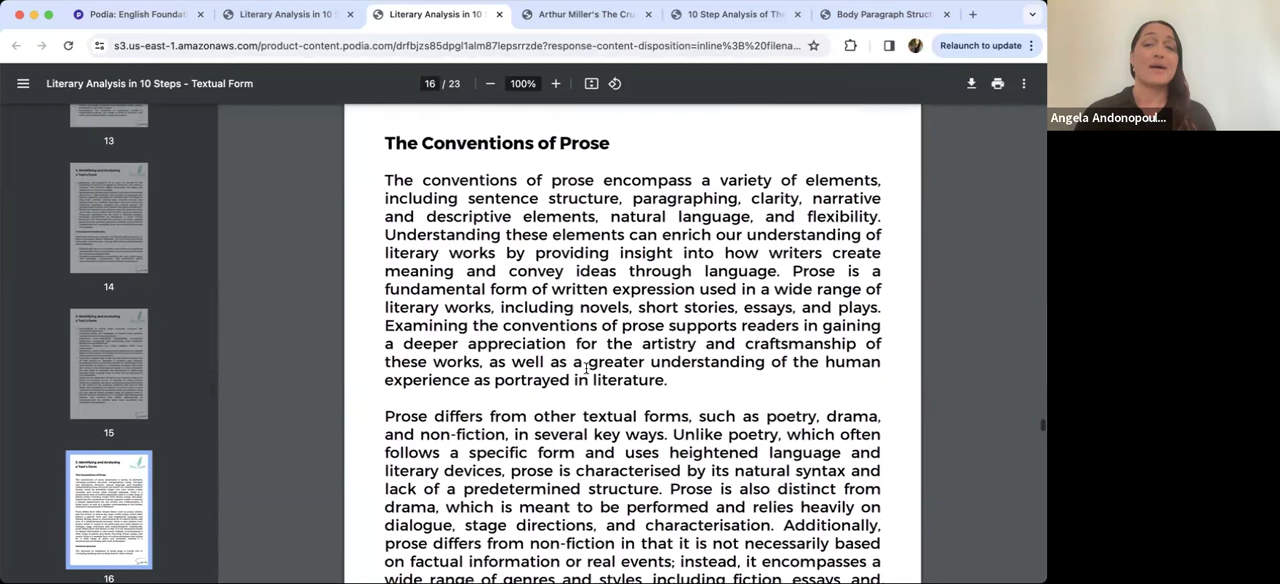 Podia: English Foundat
Literary Analysis in 10 S
Literary Analysis in 10
Arthur Miller's The Cru
10 Step Analysis of The
Body Paragraph Struct
s3.us-east-1.amazonaws.com/product-content.podia.com/drfbjzs85dpgl1alm87lepsrrzde?response-content-disposition=inline%3B%20filena...
Relaunch to update
Literary Analysis in 10 Steps - Textual Form
16 / 23
100%
Angela Andonopoul...
13
14
15
16
The Conventions of Prose
The conventions of prose encompass a variety of elements,
including sentence structure, paragraphing, clarity, narrative
and descriptive elements, natural language, and flexibility.
Understanding these elements can enrich our understanding of
literary works by providing insight into how writers create
meaning and convey ideas through language. Prose is a
fundamental form of written expression used in a wide range of
literary works, including novels, short stories, essays, and plays.
Examining the conventions of prose supports readers in gaining
a deeper appreciation for the artistry and craftsmanship of
these works as well as a greater understanding of the human
experience as portrayed in literature.
Prose differs from other textual forms, such as poetry, drama,
and non-fiction, in several key ways. Unlike poetry, which often
follows a specific form and uses heightened language and
literary devices, prose is characterised by its natural syntax and
lack of a predetermined structure. Prose is also distinct from
drama, which is meant to be performed and relies heavily on
dialogue, stage directions, and characterisation. Additionally,
prose differs from non-fiction in that it is not necessarily based
on factual information or real events; instead, it encompasses a
wide range of genres and styles, including fiction, essays, and